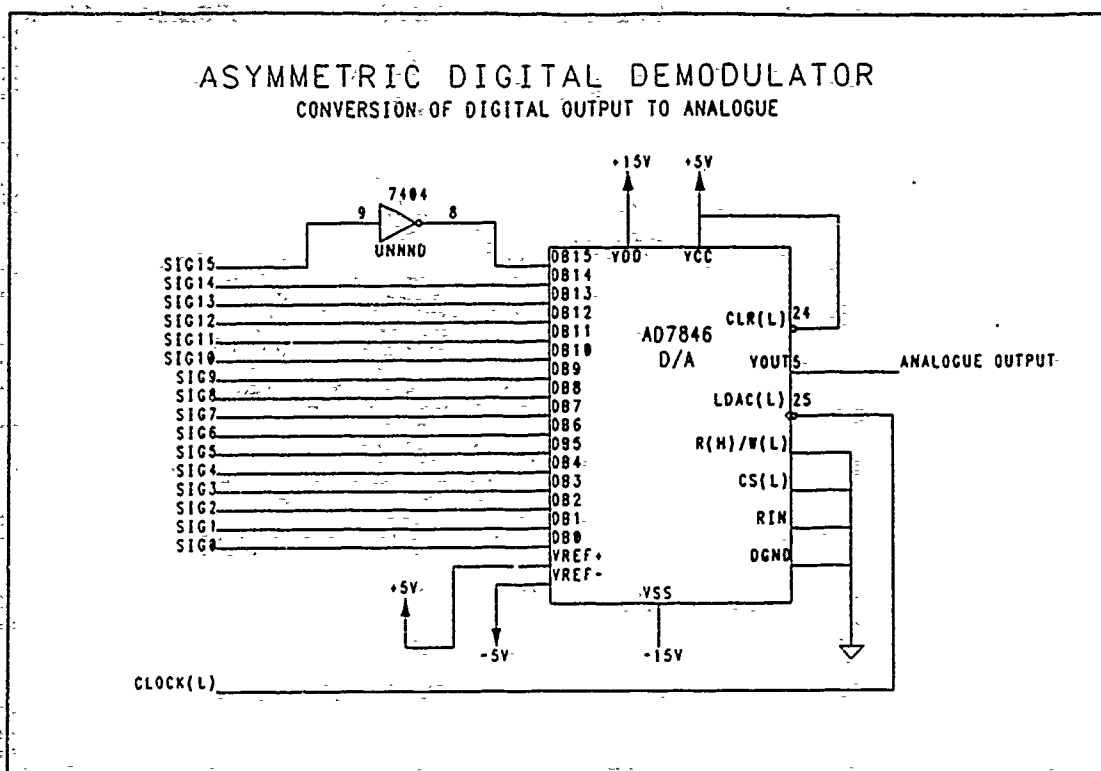 ASYMMETRIC DIGITAL DEMODULATOR
CONVERSION OF DIGITAL OUTPUT TO ANALOGUE
+15V +5V
7404
9 8
UNNND
SIG15
SIG14
SIG13
SIG12
SIG11
SIG10
SIG9
SIG8
SIG7
SIG6
SIG5
SIG4
SIG3
SIG2
SIG1
SIG0
DB15 VDD VCC
DB14
DB13
DB12
DB11
DB10
DB9
DB8
DB7
DB6
DB5
DB4
DB3
DB2
DB1
DB0
VREF+
VREF-
AD7846
D/A
CLR(L) 24
VOUT 5 ANALOGUE OUTPUT
LDAC(L) 25
R(H)/W(L)
CS(L)
RIN
DGND
VSS
+5V
-5V -15V
CLOCK(L)